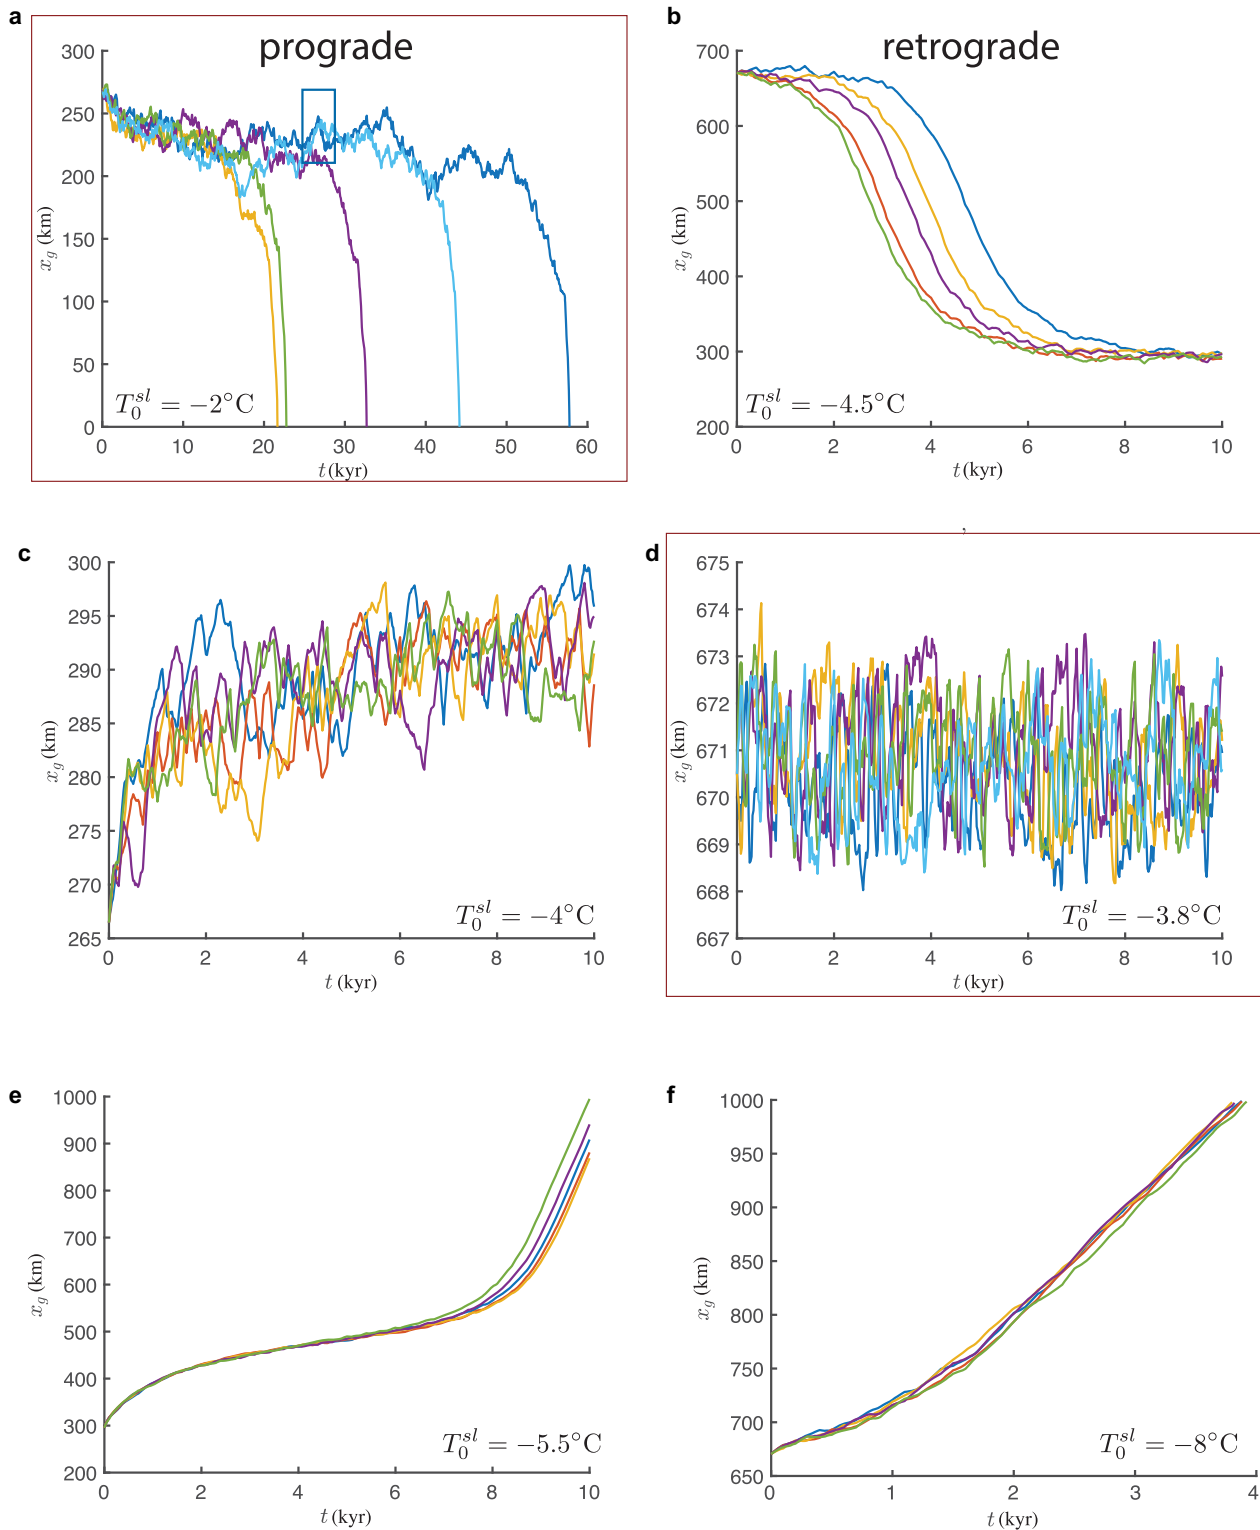 a
prograde
300
250
200
150
100
50
0
x_g (km)
T_0^{sl} = −2°C
0 10 20 30 40 50 60
t (kyr)
b
retrograde
700
600
500
400
300
200
x_g (km)
T_0^{sl} = −4.5°C
0 2 4 6 8 10
t (kyr)
c
300
295
290
285
280
275
270
265
x_g (km)
T_0^{sl} = −4°C
0 2 4 6 8 10
t (kyr)
,
d
675
674
673
672
671
670
669
668
667
x_g (km)
T_0^{sl} = −3.8°C
0 2 4 6 8 10
t (kyr)
e
1000
900
800
700
600
500
400
300
200
x_g (km)
T_0^{sl} = −5.5°C
0 2 4 6 8 10
t (kyr)
f
1000
950
900
850
800
750
700
650
x_g (km)
T_0^{sl} = −8°C
0 1 2 3 4
t (kyr)